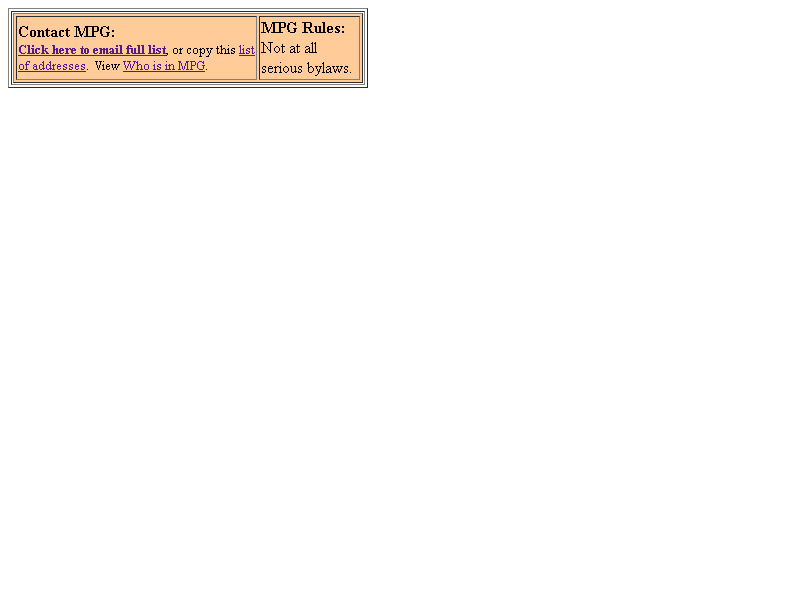 Contact MPG:
Click here to email full list, or copy this list
of addresses.  View Who is in MPG.
MPG Rules:
Not at all
serious bylaws.